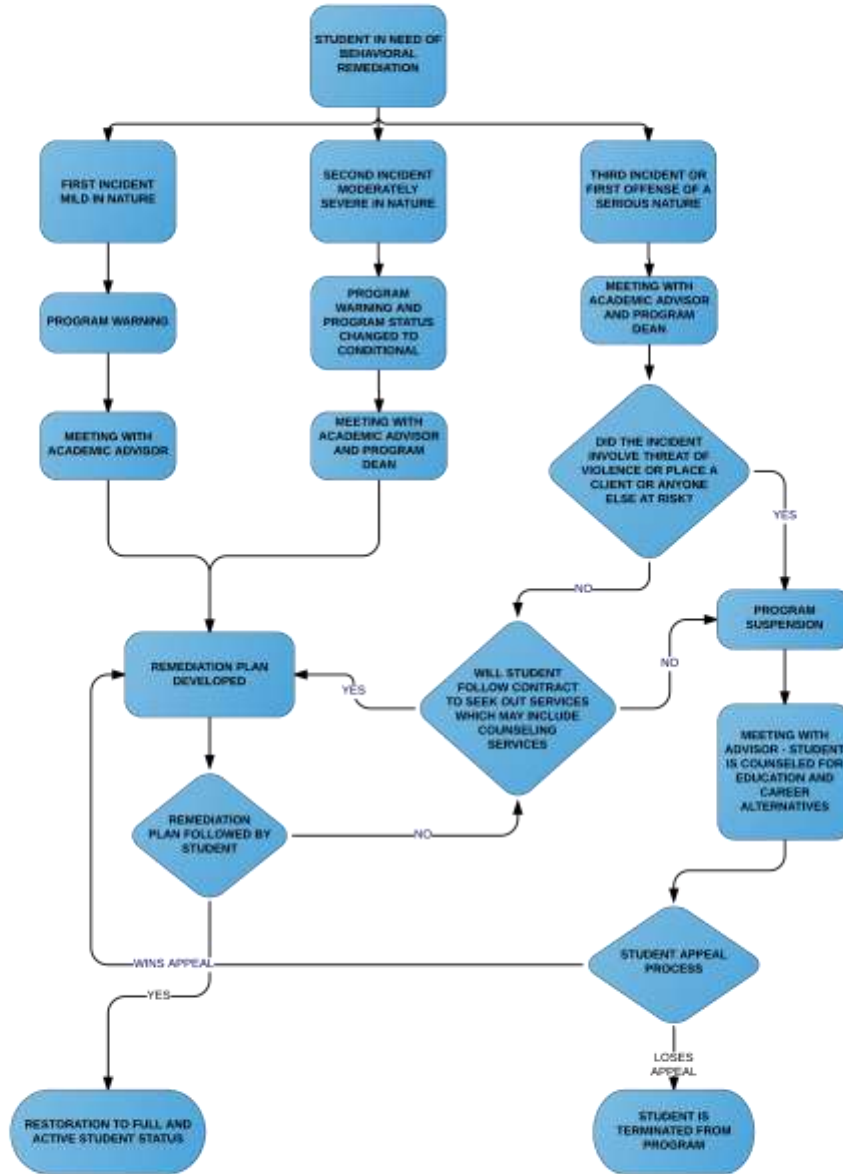 STUDENT IN NEED OF
BEHAVIORAL
REMEDIATION
FIRST INCIDENT
MILD IN NATURE
SECOND INCIDENT
MODERATELY
SEVERE IN NATURE
THIRD INCIDENT OR
FIRST OFFENSE OF A
SERIOUS NATURE
PROGRAM WARNING
PROGRAM
WARNING AND
PROGRAM STATUS
CHANGED TO
CONDITIONAL
MEETING WITH
ACADEMIC ADVISOR
AND PROGRAM
DEAN
MEETING WITH
ACADEMIC ADVISOR
MEETING WITH
ACADEMIC ADVISOR
AND PROGRAM
DEAN
DID THE INCIDENT
INVOLVE THREAT OF
VIOLENCE OR PLACE A
CLIENT OR ANYONE
ELSE AT RISK?
YES
NO
PROGRAM
SUSPENSION
REMEDIATION PLAN
DEVELOPED
YES
WILL STUDENT
FOLLOW CONTRACT
TO SEEK OUT SERVICES
WHICH MAY INCLUDE
COUNSELING
SERVICES
NO
MEETING WITH
ADVISOR - STUDENT
IS COUNSELED FOR
EDUCATION AND
CAREER
ALTERNATIVES
REMEDIATION
PLAN FOLLOWED BY
STUDENT
NO
WINS APPEAL
STUDENT APPEAL
PROCESS
YES
LOSES
APPEAL
RESTORATION TO FULL AND
ACTIVE STUDENT STATUS
STUDENT IS
TERMINATED FROM
PROGRAM